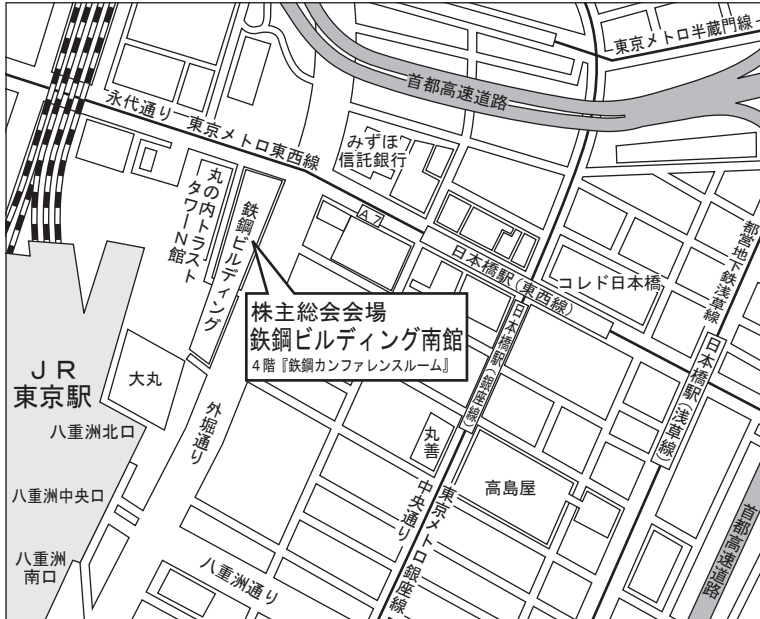 東京メトロ半蔵門線
首都高速道路
永代通り
東京メトロ東西線
みずほ
信託銀行
丸の内トラスト
タワーN館
鉄鋼ビルディング
A7
日本橋駅(東西線)
コレド日本橋
都営地下鉄浅草線
株主総会会場
鉄鋼ビルディング南館
4階『鉄鋼カンファレンスルーム』
日本橋駅(銀座線)
日本橋駅(浅草線)
JR
東京駅
大丸
八重洲北口
外堀通り
丸善
高島屋
八重洲中央口
中央通り
東京メトロ銀座線
首都高速道路
八重洲
南口
八重洲通り